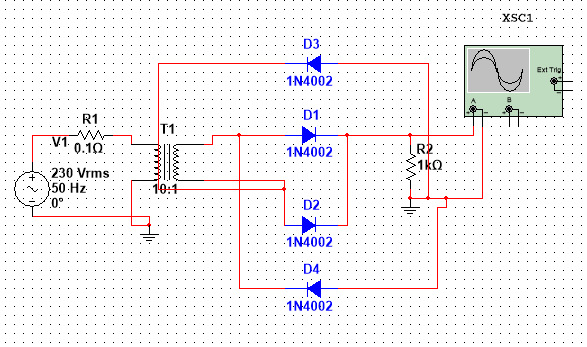 XSC1
Ext Trig
A
B
D3
1N4002
D1
1N4002
R1
0.1Ω
T1
10:1
V1
230 Vrms
50 Hz
0°
R2
1kΩ
D2
1N4002
D4
1N4002